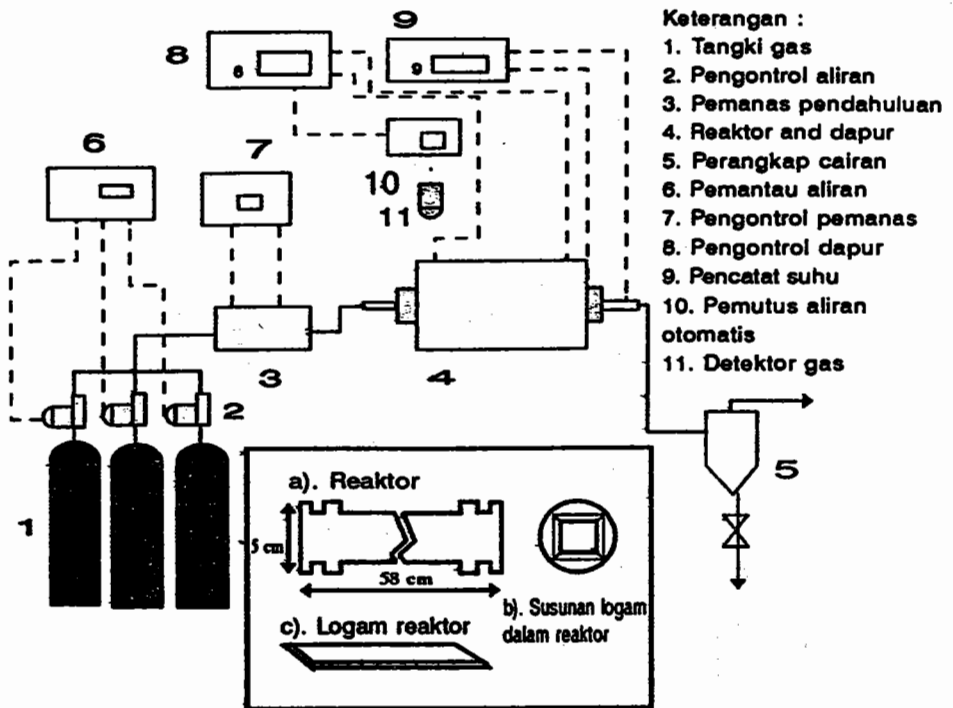 9
8
8
9
6
7
10
11
3
4
2
1
5
Keterangan :
1. Tangki gas
2. Pengontrol aliran
3. Pemanas pendahuluan
4. Reaktor and dapur
5. Perangkap cairan
6. Pemantau aliran
7. Pengontrol pemanas
8. Pengontrol dapur
9. Pencatat suhu
10. Pemutus aliran
otomatis
11. Detektor gas
a). Reaktor
5 cm
58 cm
b). Susunan logam
dalam reaktor
c). Logam reaktor